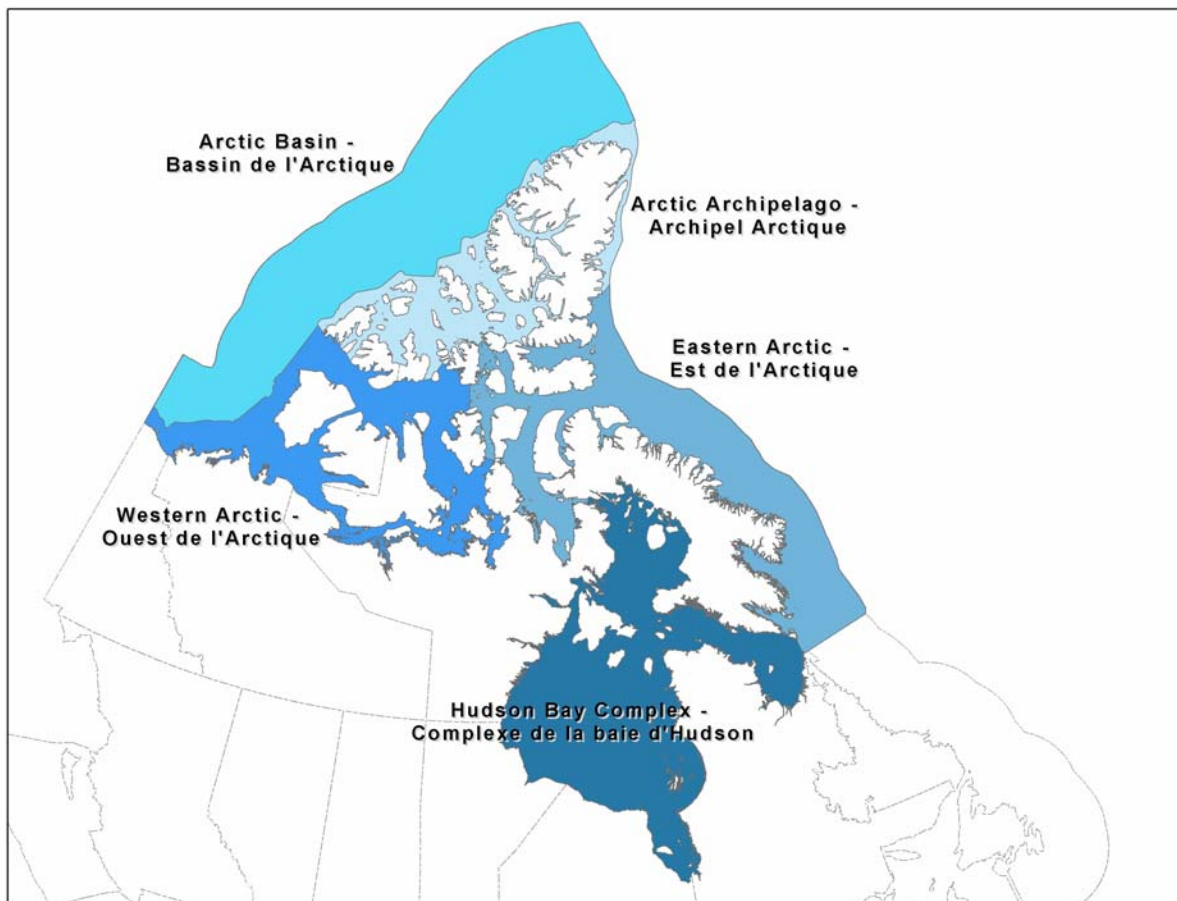 Arctic Basin -
Bassin de l'Arctique
Arctic Archipelago -
Archipel Arctique
Eastern Arctic -
Est de l'Arctique
Western Arctic -
Ouest de l'Arctique
Hudson Bay Complex -
Complexe de la baie d'Hudson